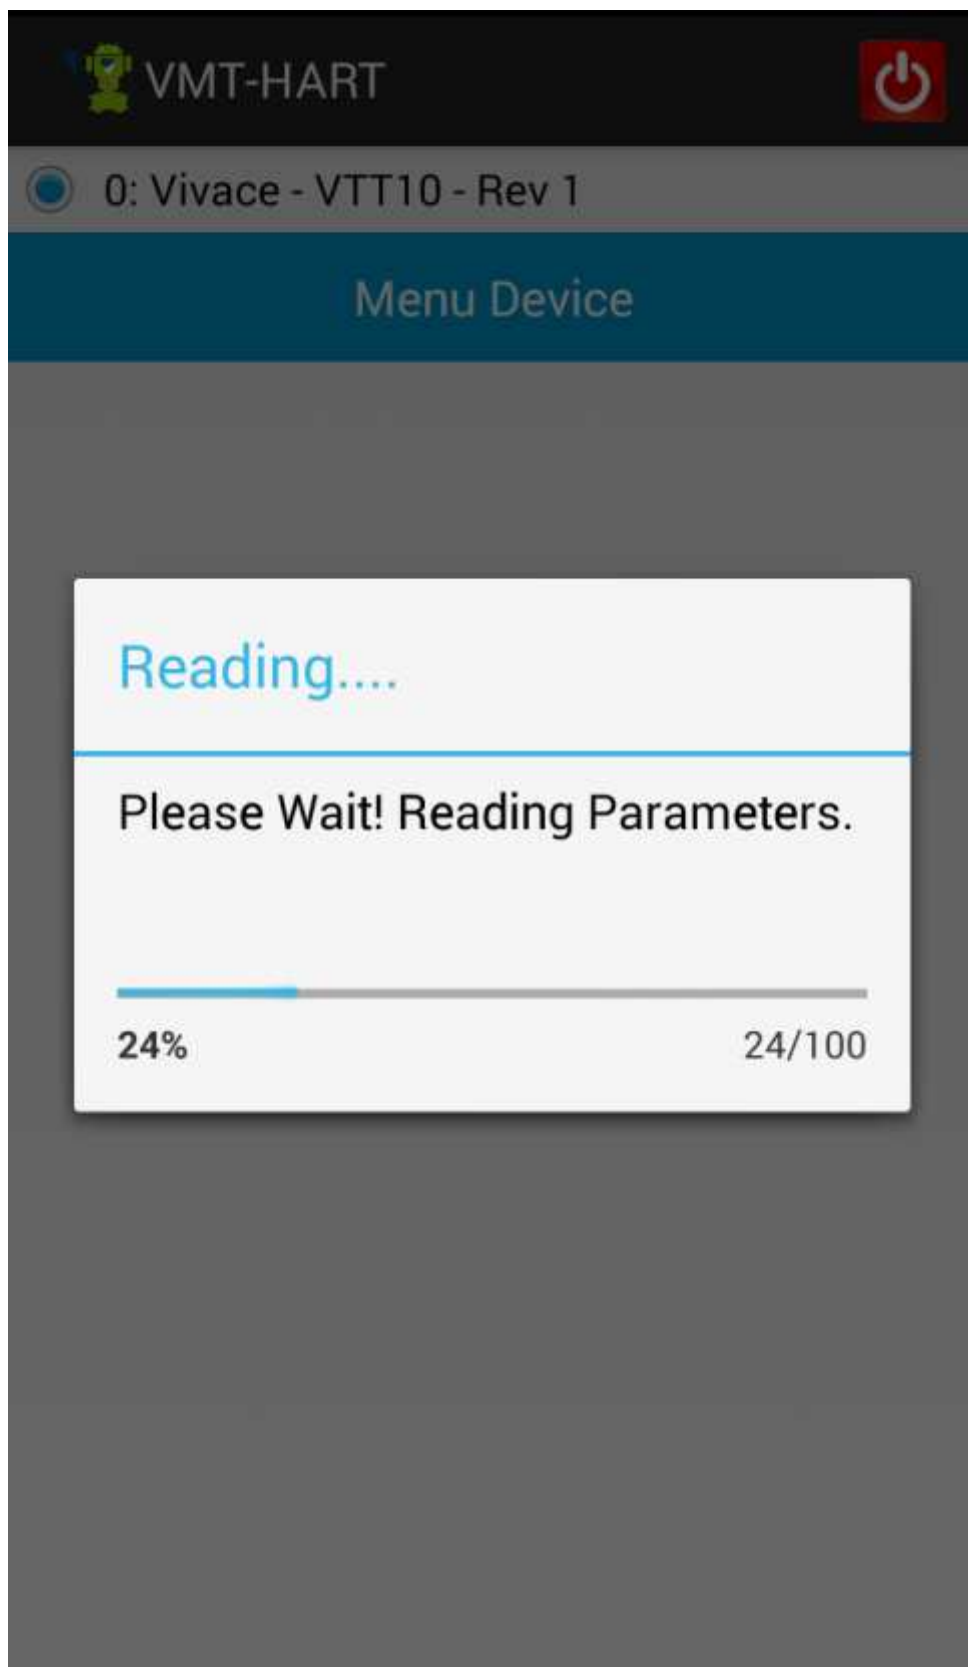 VMT-HART
0: Vivace - VTT10 - Rev 1
Menu Device
Reading....
Please Wait! Reading Parameters.
24%
24/100